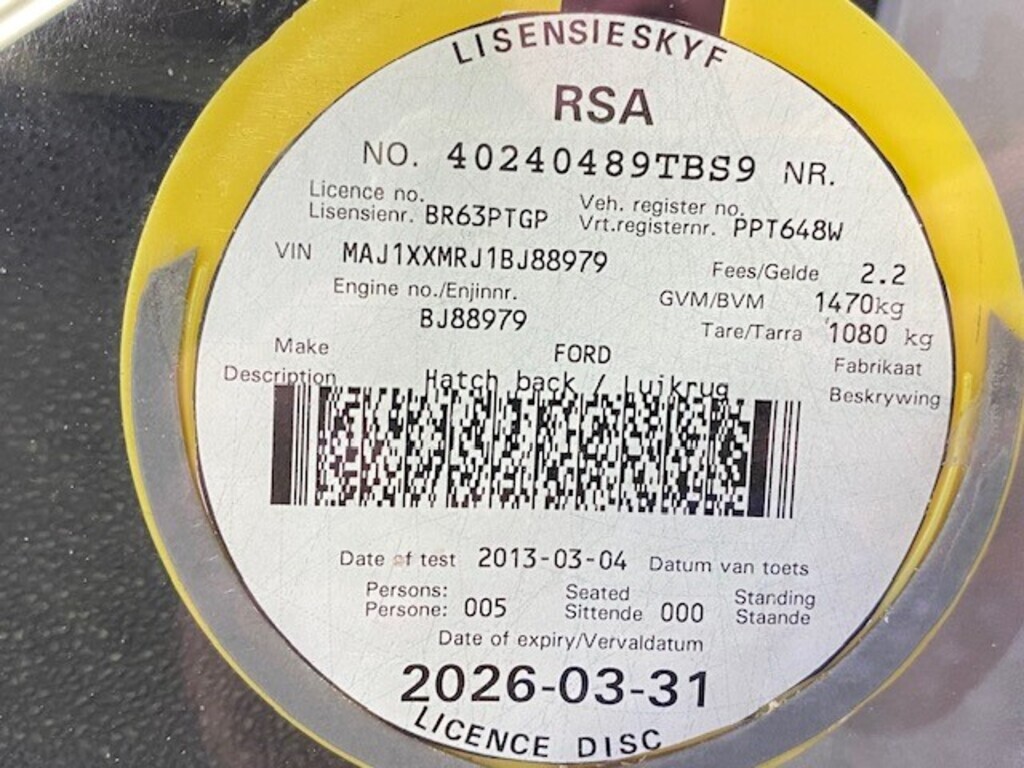 LISENSIESKYF
RSA
NO. 40240489TBS9 NR.
Licence no. Veh. register no.
Lisensienr. BR63PTGP Vrt.registernr. PPT648W
VIN MAJ1XXMRJ1BJ88979 Fees/Gelde 2.2
Engine no./Enjinnr. GVM/BVM 1470kg
BJ88979 Tare/Tarra 1080 kg
Make FORD Fabrikaat
Description Hatch back / Luikrug Beskrywing
Date of test 2013-03-04 Datum van toets
Persons: Seated Standing
Persone: 005 Sittende 000 Staande
Date of expiry/Vervaldatum
2026-03-31
LICENCE DISC